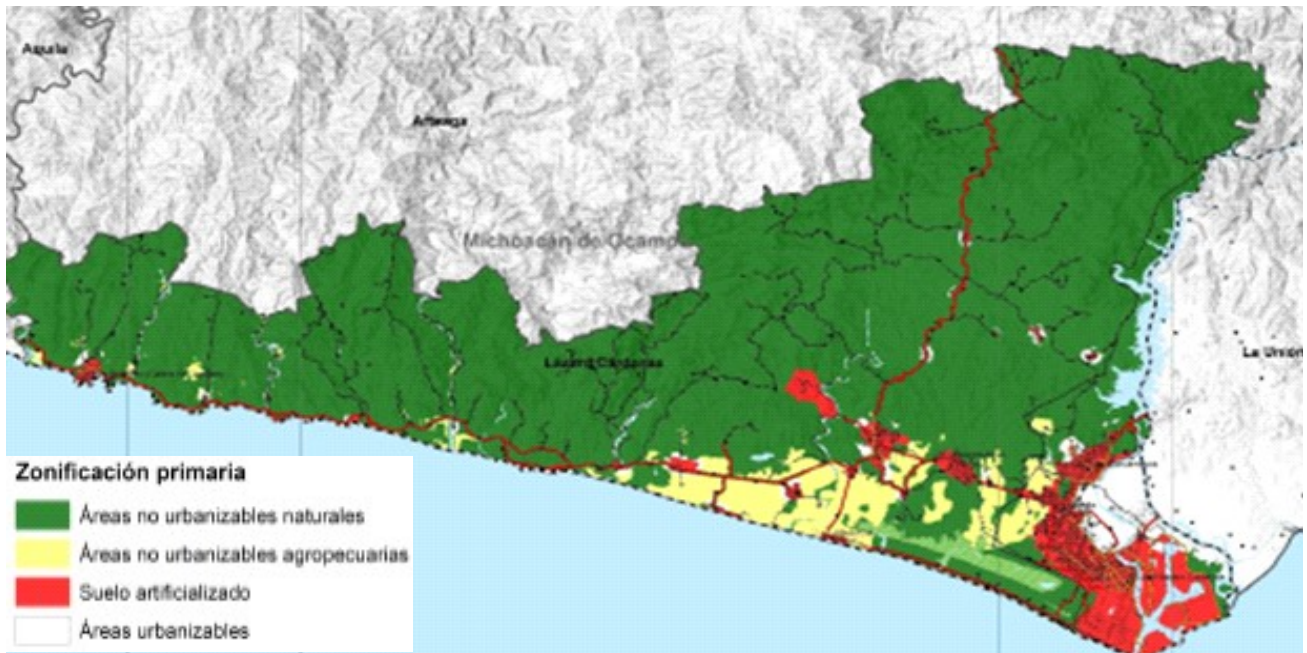 Aquila
Arteaga
Michoacán de Ocampo
Lázaro Cárdenas
La Unión
Zonificación primaria
Áreas no urbanizables naturales
Áreas no urbanizables agropecuarias
Suelo artificializado
Áreas urbanizables